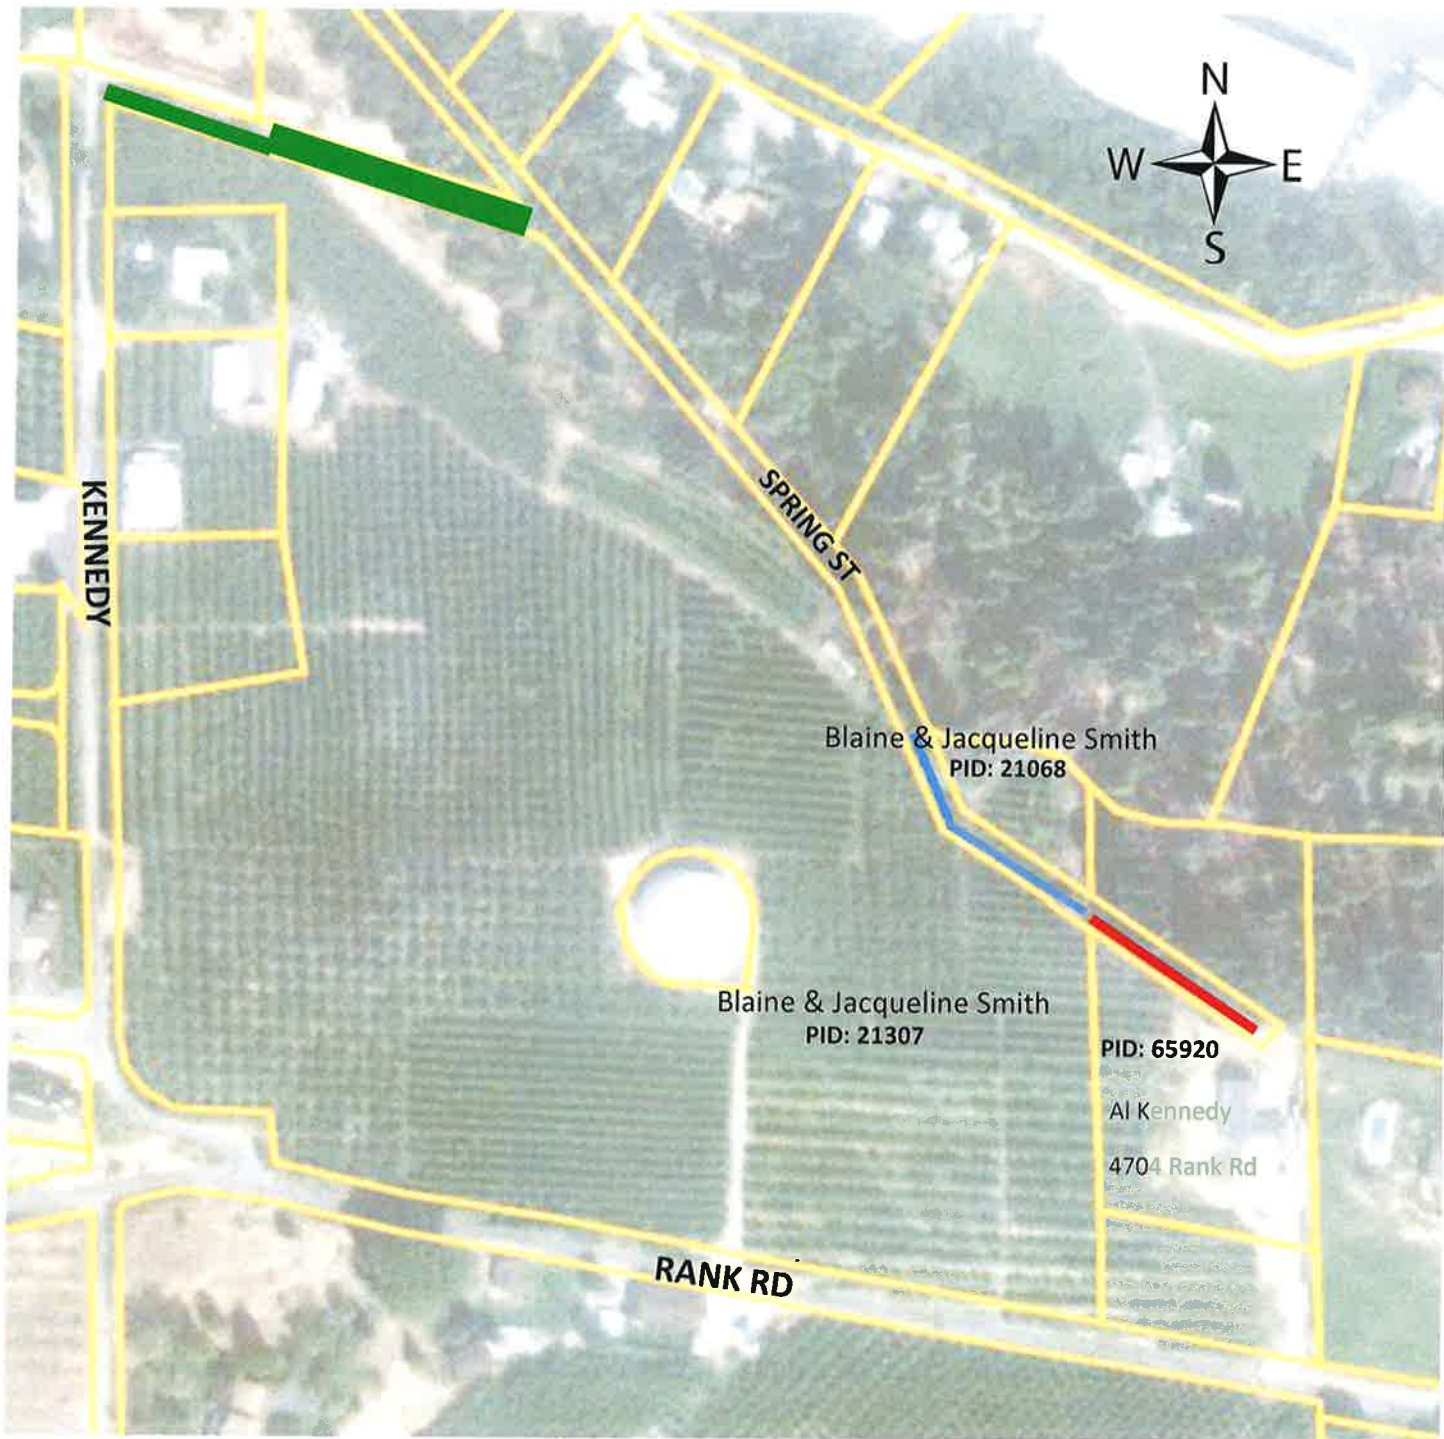 N
W E
S
KENNEDY
SPRING ST
Blaine & Jacqueline Smith
PID: 21068
Blaine & Jacqueline Smith
PID: 21307
PID: 65920
Al Kennedy
4704 Rank Rd
RANK RD